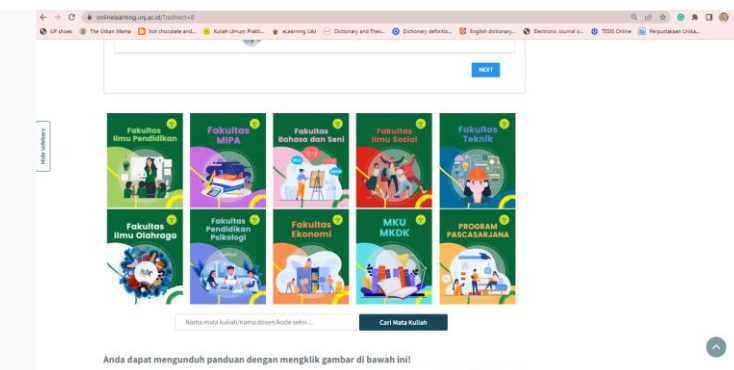 onlinelearning.unj.ac.id/?redirect=0
UP shoes The Urban Mama hot chocolate and... Kuliah Umum Prakti... eLearning UAI Dictionary and Thes... Dictionary definitio... English dictionary... Electronic Journal o... TESIS Online Perpustakaan Unika...
NEXT
Hide sidebars
Fakultas
Ilmu Pendidikan
Fakultas
MIPA
Fakultas
Bahasa dan Seni
Fakultas
Ilmu Sosial
Fakultas
Teknik
Fakultas
Ilmu Olahraga
Fakultas
Pendidikan
Psikologi
Fakultas
Ekonomi
MKU
MKDK
PROGRAM
PASCASARJANA
Nama mata kuliah/nama dosen/kode seksi....
Cari Mata Kuliah
Anda dapat mengunduh panduan dengan mengklik gambar di bawah ini!